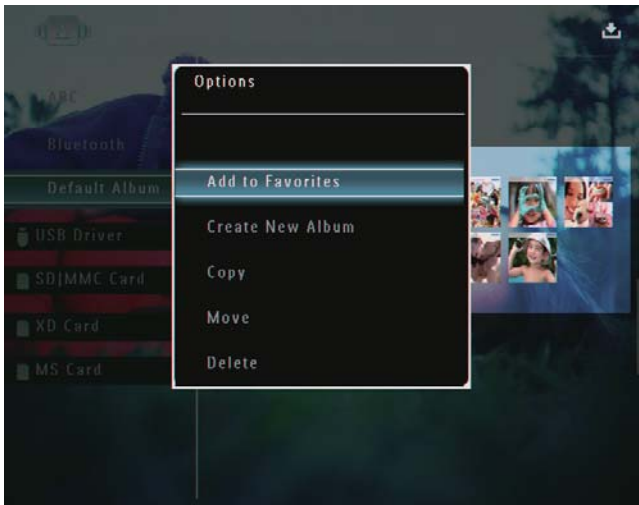 ABC
Bluetooth
Default Album
USB Driver
SD|MMC Card
XD Card
MS Card
Options
Add to Favorites
Create New Album
Copy
Move
Delete